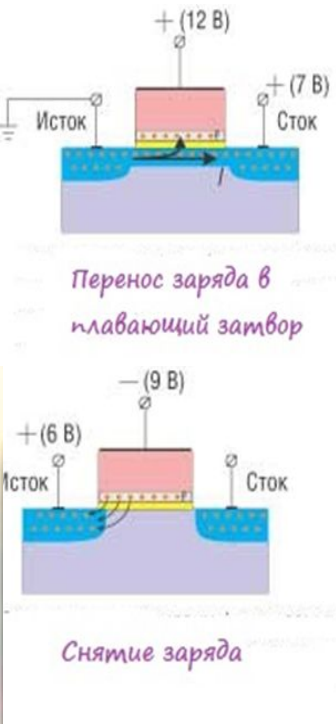 + (12 В)
+ (7 В)
Исток
Сток
I
Перенос заряда в
плавающий затвор
− (9 В)
+ (6 В)
Исток
Сток
Снятие заряда